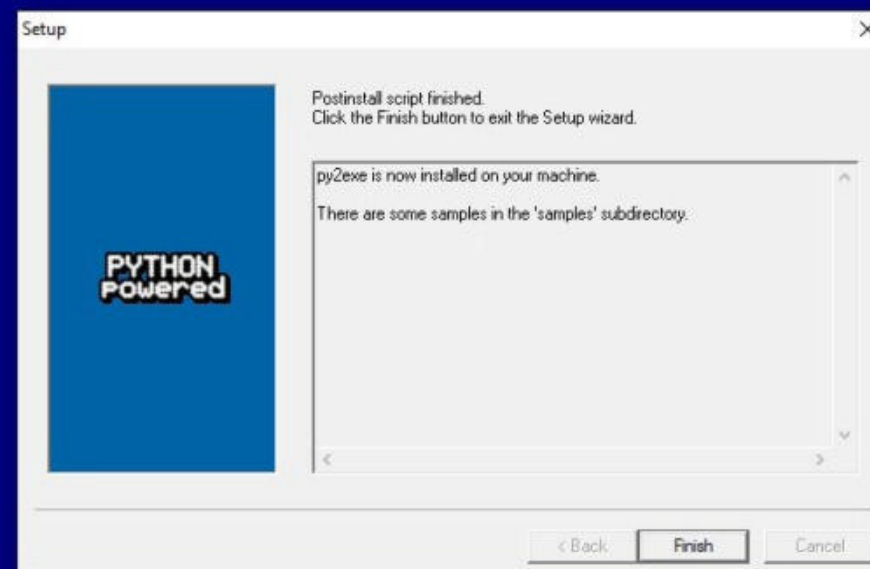 Setup
Postinstall script finished.
Click the Finish button to exit the Setup wizard.
py2exe is now installed on your machine.
There are some samples in the 'samples' subdirectory.
PYTHON
powered
< Back
Finish
Cancel